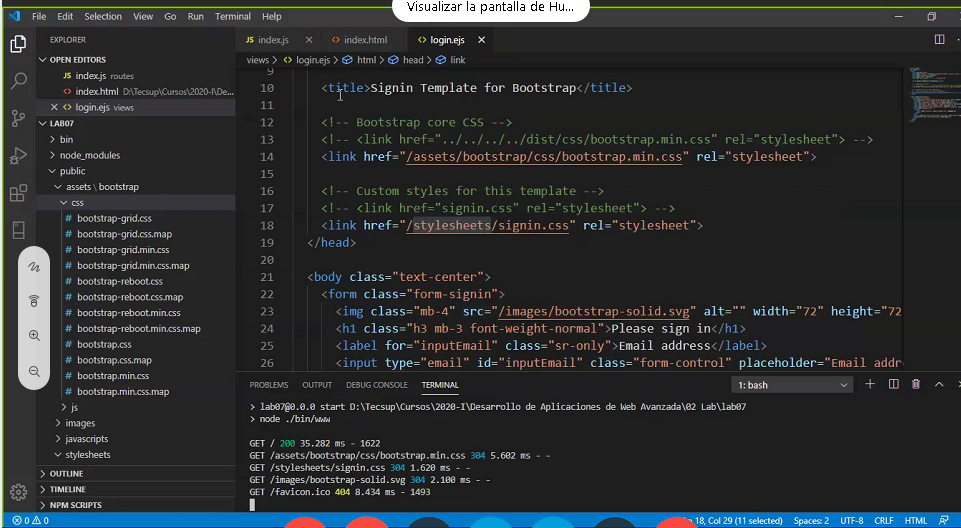 Visualizar la pantalla de Hu...
File Edit Selection View Go Run Terminal Help
EXPLORER
OPEN EDITORS
index.js routes
index.html D:\Tecsup\Cursos\2020-I\De...
login.ejs views
LAB07
bin
node_modules
public
assets \ bootstrap
css
bootstrap-grid.css
bootstrap-grid.css.map
bootstrap-grid.min.css
bootstrap-grid.min.css.map
bootstrap-reboot.css
bootstrap-reboot.css.map
bootstrap-reboot.min.css
bootstrap-reboot.min.css.map
bootstrap.css
bootstrap.css.map
bootstrap.min.css
bootstrap.min.css.map
js
images
javascripts
stylesheets
OUTLINE
TIMELINE
NPM SCRIPTS
index.js index.html login.ejs
views > login.ejs > html > head > link
9
10 <title>Signin Template for Bootstrap</title>
11
12 <!-- Bootstrap core CSS -->
13 <!-- <link href="../../../../dist/css/bootstrap.min.css" rel="stylesheet"> -->
14 <link href="/assets/bootstrap/css/bootstrap.min.css" rel="stylesheet">
15
16 <!-- Custom styles for this template -->
17 <!-- <link href="signin.css" rel="stylesheet"> -->
18 <link href="/stylesheets/signin.css" rel="stylesheet">
19 </head>
20
21 <body class="text-center">
22 <form class="form-signin">
23 <img class="mb-4" src="/images/bootstrap-solid.svg" alt="" width="72" height="72
24 <h1 class="h3 mb-3 font-weight-normal">Please sign in</h1>
25 <label for="inputEmail" class="sr-only">Email address</label>
26 <input type="email" id="inputEmail" class="form-control" placeholder="Email addr
PROBLEMS OUTPUT DEBUG CONSOLE TERMINAL 1: bash
> lab07@0.0.0 start D:\Tecsup\Cursos\2020-I\Desarrollo de Aplicaciones de Web Avanzada\02 Lab\lab07
> node ./bin/www
GET / 200 35.282 ms - 1622
GET /assets/bootstrap/css/bootstrap.min.css 304 5.602 ms - -
GET /stylesheets/signin.css 304 1.620 ms - -
GET /images/bootstrap-solid.svg 304 2.100 ms - -
GET /favicon.ico 404 8.434 ms - 1493
0 0 Ln 18, Col 29 (11 selected) Spaces: 2 UTF-8 CRLF HTML